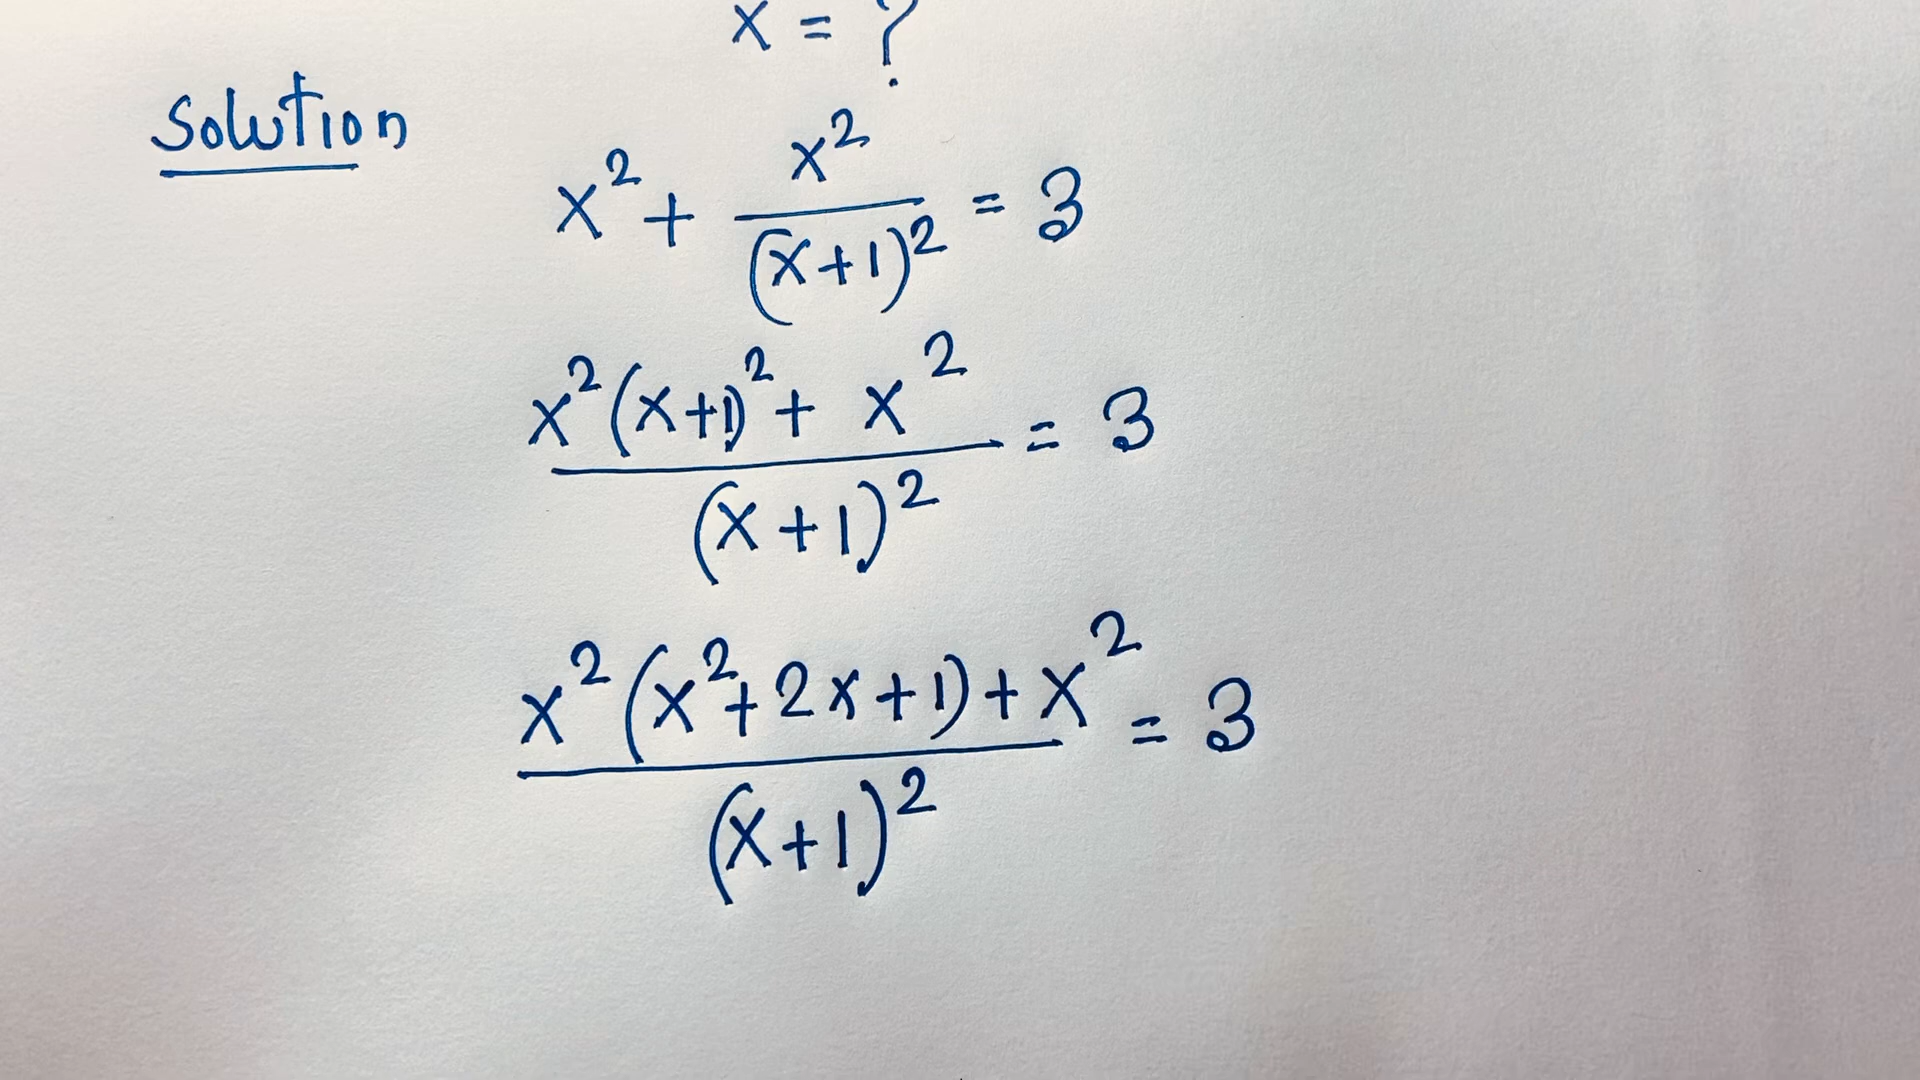 x = ?
Solution
x² + x²/(x+1)² = 3
(x²(x+1)² + x²)/(x+1)² = 3
(x²(x²+2x+1)+x²)/(x+1)² = 3